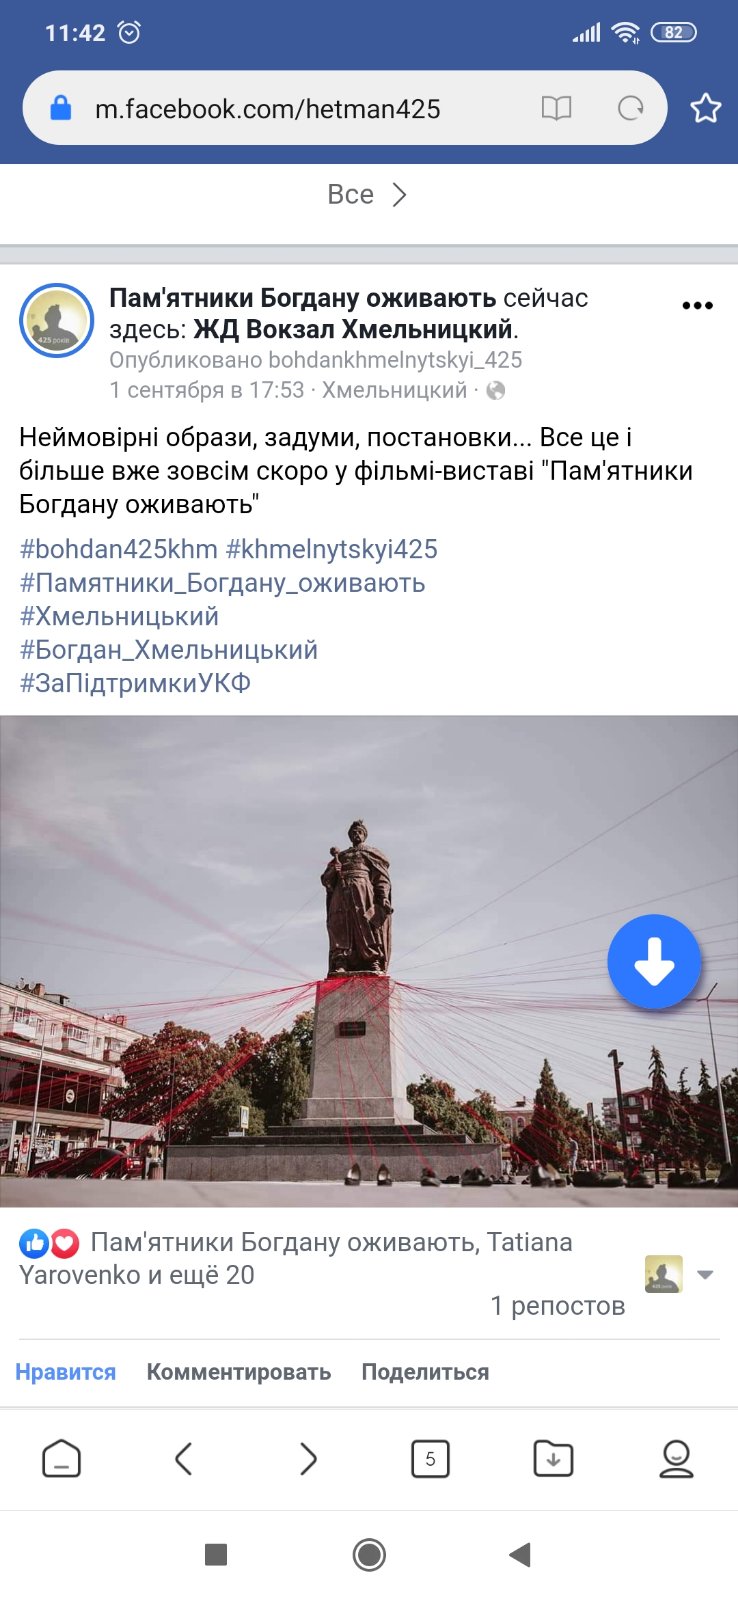 11:42
82
m.facebook.com/hetman425
Все
Пам'ятники Богдану оживають сейчас
здесь: ЖД Вокзал Хмельницкий.
Опубликовано bohdankhmelnytskyi_425
1 сентября в 17:53 · Хмельницкий ·
425 років
Неймовірні образи, задуми, постановки... Все це і
більше вже зовсім скоро у фільмі-виставі "Пам'ятники
Богдану оживають"
#bohdan425khm #khmelnytskyi425
#Памятники_Богдану_оживають
#Хмельницький
#Богдан_Хмельницький
#ЗаПідтримкиУКФ
Пам'ятники Богдану оживають, Tatiana
Yarovenko и ещё 20
1 репостов
Нравится Комментировать Поделиться
5